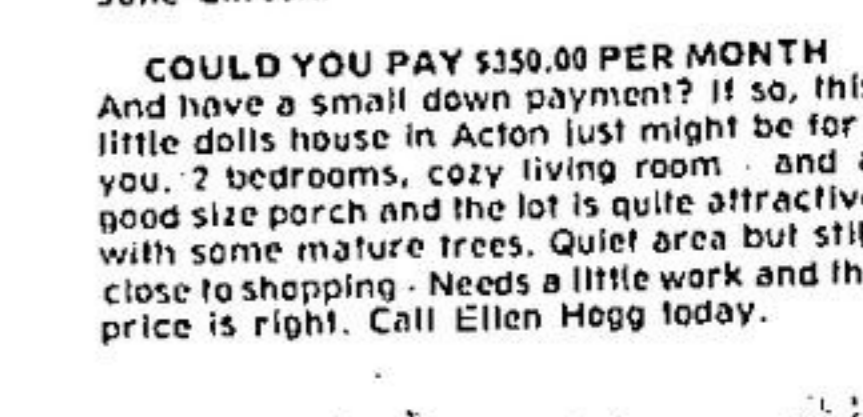 COULD YOU PAY $350.00 PER MONTH
And have a small down payment? If so, this
little dolls house in Acton just might be for
you. 2 bedrooms, cozy living room - and a
good size porch and the lot is quite attractive
with some mature trees. Quiet area but still
close to shopping - Needs a little work and th
price is right. Call Ellen Hogg today.